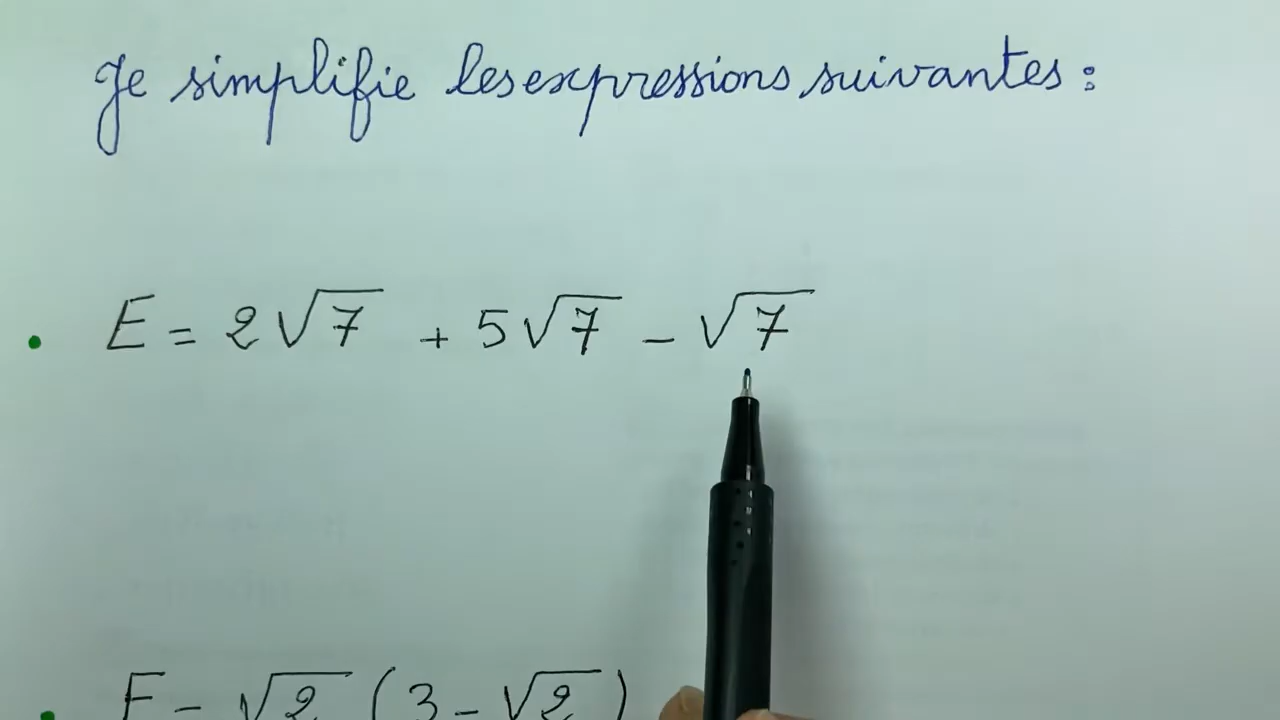 Je simplifie les expressions suivantes :
. E = 2√7 + 5√7 - √7
. F = √2 (3 - √2)